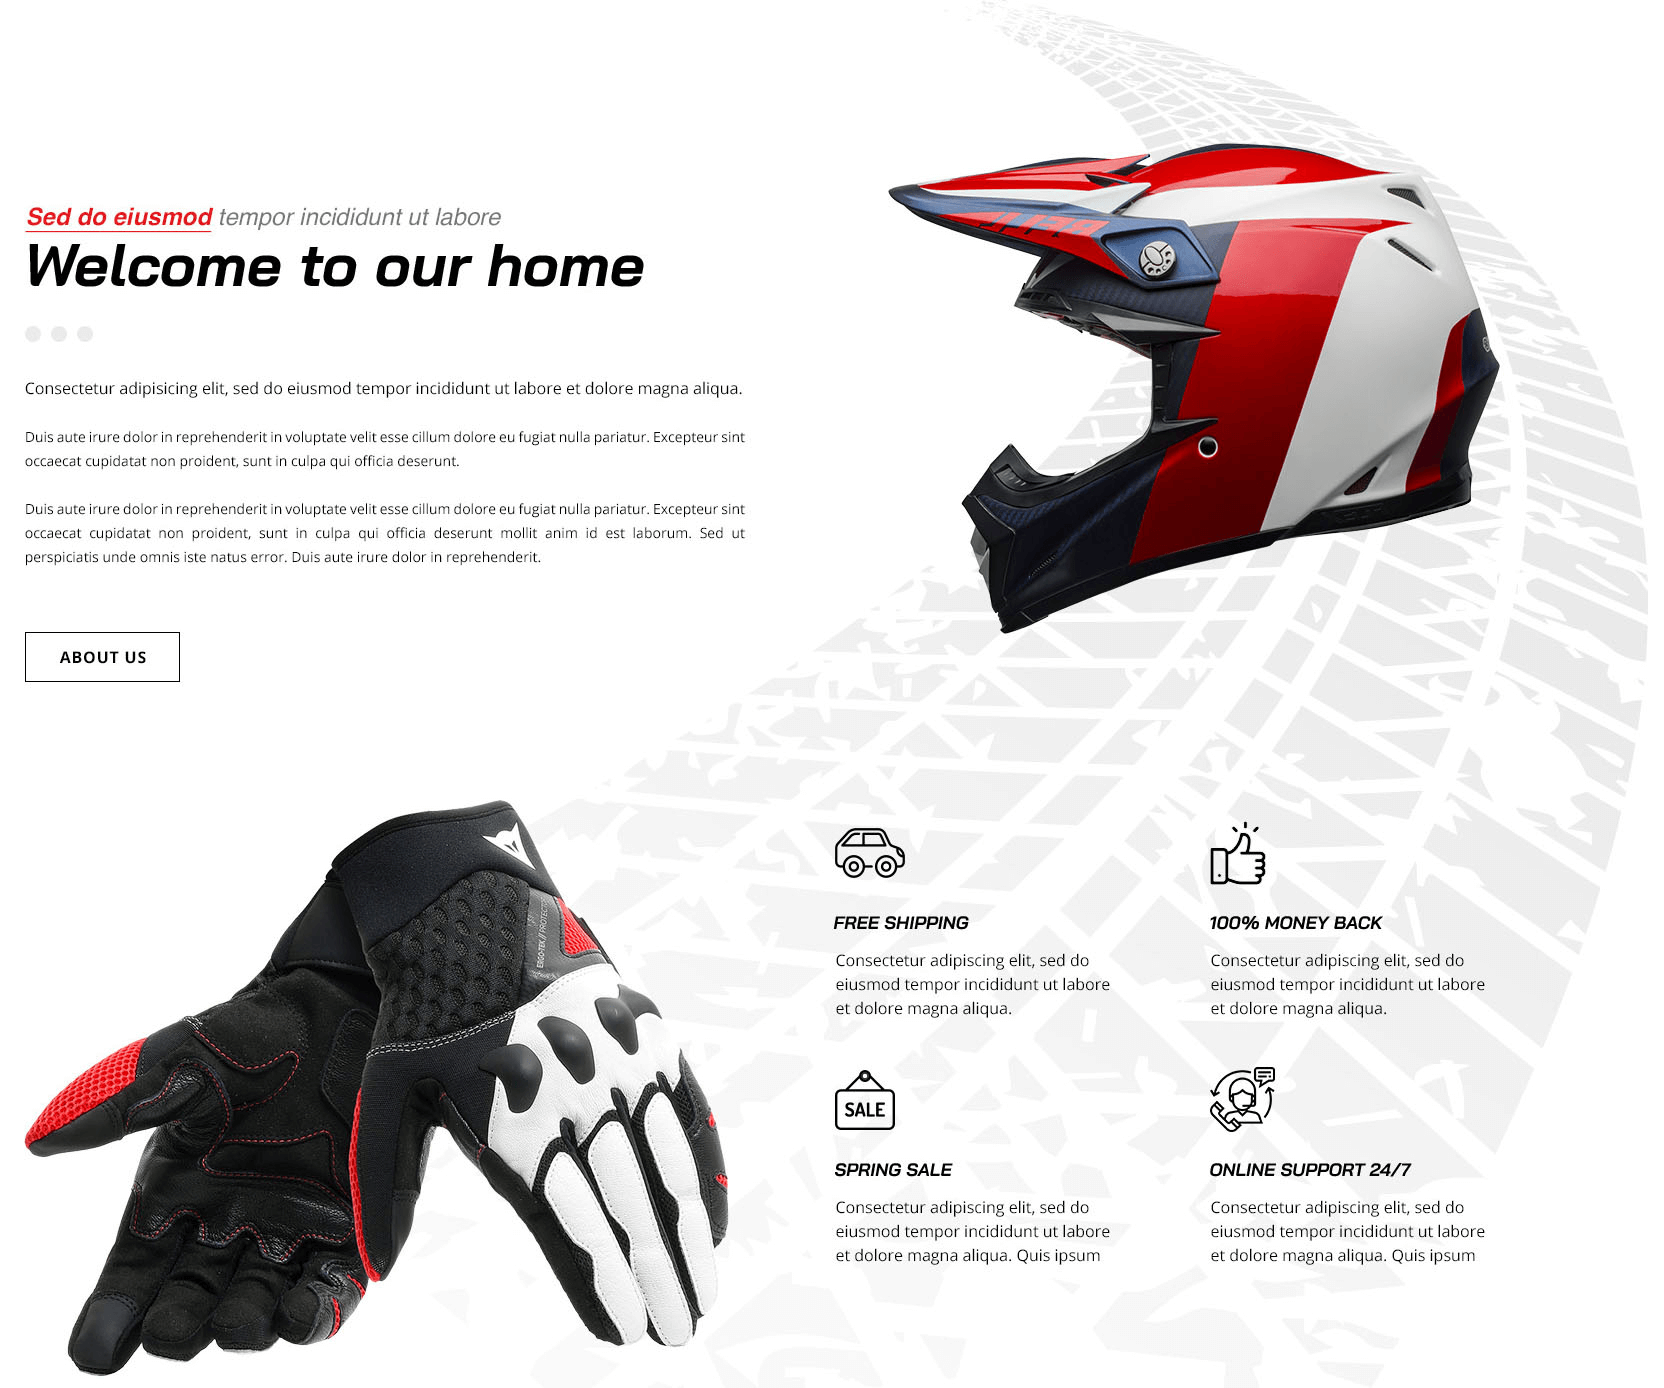 Sed do eiusmod tempor incididunt ut labore
Welcome to our home
Consectetur adipisicing elit, sed do eiusmod tempor incididunt ut labore et dolore magna aliqua.
Duis aute irure dolor in reprehenderit in voluptate velit esse cillum dolore eu fugiat nulla pariatur. Excepteur sint
occaecat cupidatat non proident, sunt in culpa qui officia deserunt.
Duis aute irure dolor in reprehenderit in voluptate velit esse cillum dolore eu fugiat nulla pariatur. Excepteur sint
occaecat cupidatat non proident, sunt in culpa qui officia deserunt mollit anim id est laborum. Sed ut
perspiciatis unde omnis iste natus error. Duis aute irure dolor in reprehenderit.
ABOUT US
FREE SHIPPING
Consectetur adipiscing elit, sed do
eiusmod tempor incididunt ut labore
et dolore magna aliqua.
100% MONEY BACK
Consectetur adipiscing elit, sed do
eiusmod tempor incididunt ut labore
et dolore magna aliqua.
SALE
SPRING SALE
Consectetur adipiscing elit, sed do
eiusmod tempor incididunt ut labore
et dolore magna aliqua. Quis ipsum
ONLINE SUPPORT 24/7
Consectetur adipiscing elit, sed do
eiusmod tempor incididunt ut labore
et dolore magna aliqua. Quis ipsum